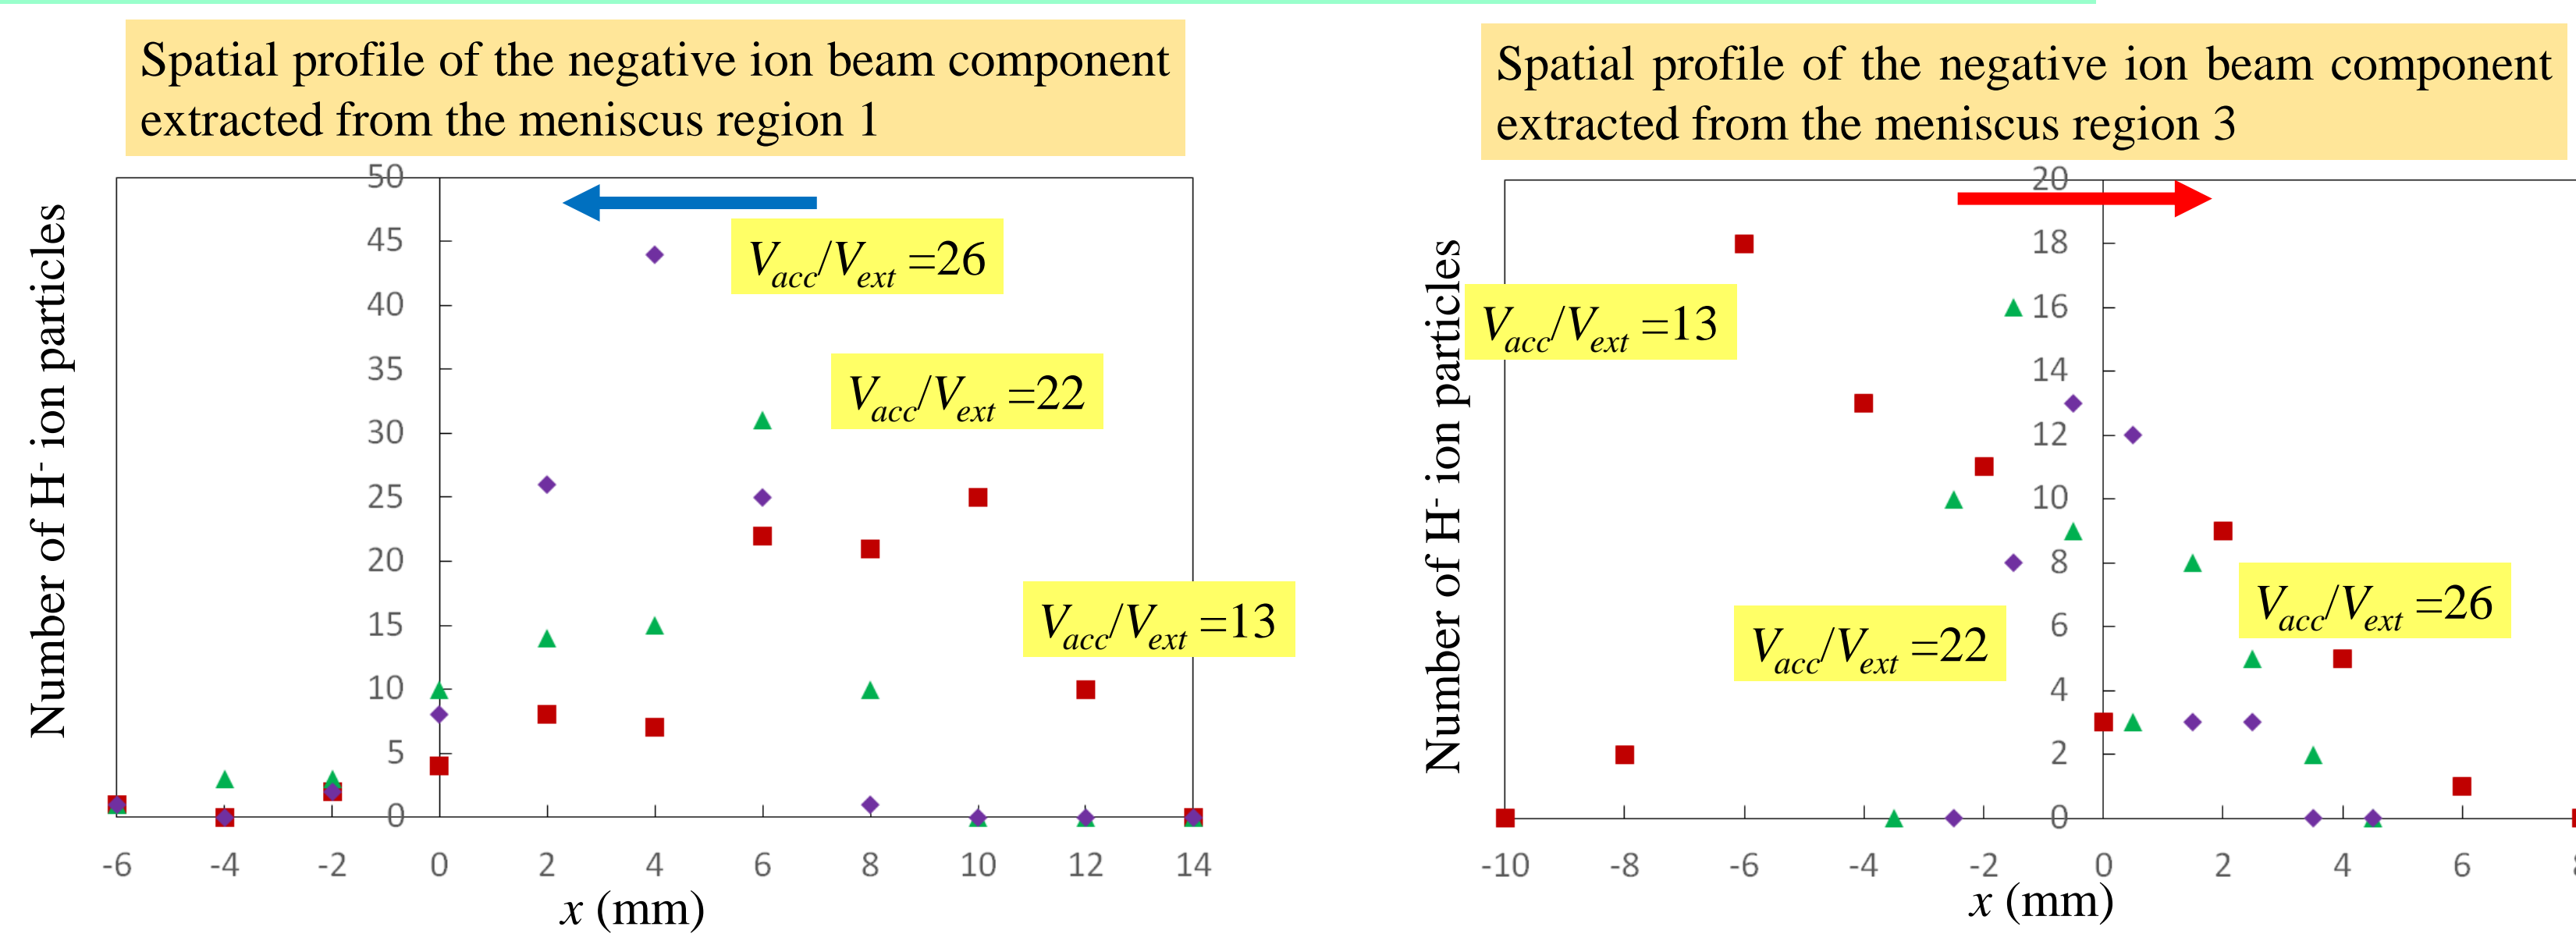 Spatial profile of the negative ion beam component
extracted from the meniscus region 1
Number of H- ion particles
50
45
40
35
30
25
20
15
10
5
0
Vacc/Vext =26
Vacc/Vext =22
Vacc/Vext =13
-6 -4 -2 0 2 4 6 8 10 12 14
x (mm)
Spatial profile of the negative ion beam component
extracted from the meniscus region 3
Number of H- ion particles
20
18
16
14
12
10
8
6
4
2
0
Vacc/Vext =13
Vacc/Vext =22
Vacc/Vext =26
-10 -8 -6 -4 -2 0 2 4 6
x (mm)